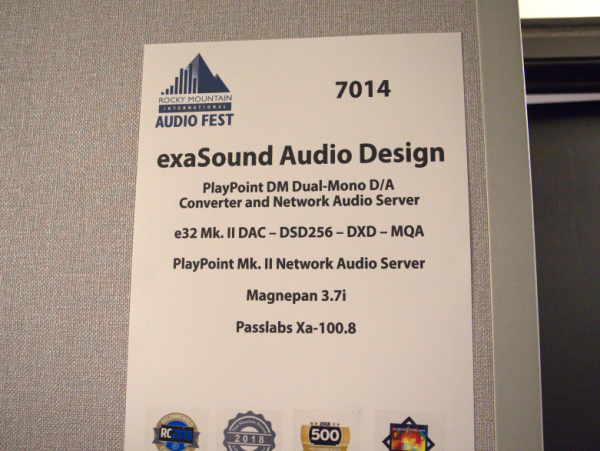 ROCKY MOUNTAIN
INTERNATIONAL
AUDIO FEST
7014
exaSound Audio Design
PlayPoint DM Dual-Mono D/A
Converter and Network Audio Server
e32 Mk. II DAC – DSD256 – DXD – MQA
PlayPoint Mk. II Network Audio Server
Magnepan 3.7i
Passlabs Xa-100.8
2018
2018
500